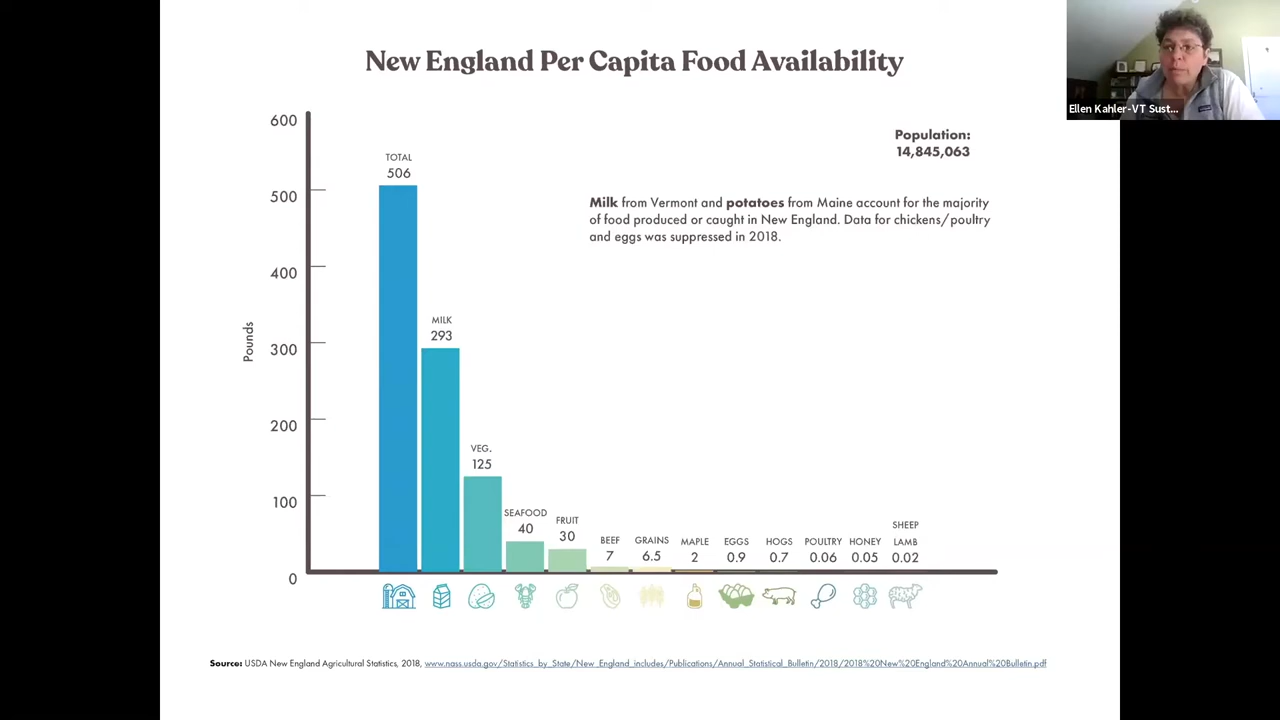 New England Per Capita Food Availability
Ellen Kahler-VT Sust...
Population:
14,845,063
Milk from Vermont and potatoes from Maine account for the majority
of food produced or caught in New England. Data for chickens/poultry
and eggs was suppressed in 2018.
Pounds
600
500
400
300
200
100
0
TOTAL
506
MILK
293
VEG.
125
SEAFOOD
40
FRUIT
30
BEEF
7
GRAINS
6.5
MAPLE
2
EGGS
0.9
HOGS
0.7
POULTRY
0.06
HONEY
0.05
SHEEP
LAMB
0.02
Source: USDA New England Agricultural Statistics, 2018, www.nass.usda.gov/Statistics_by_State/New_England_includes/Publications/Annual_Statistical_Bulletin/2018/2018%20New%20England%20Annual%20Bulletin.pdf